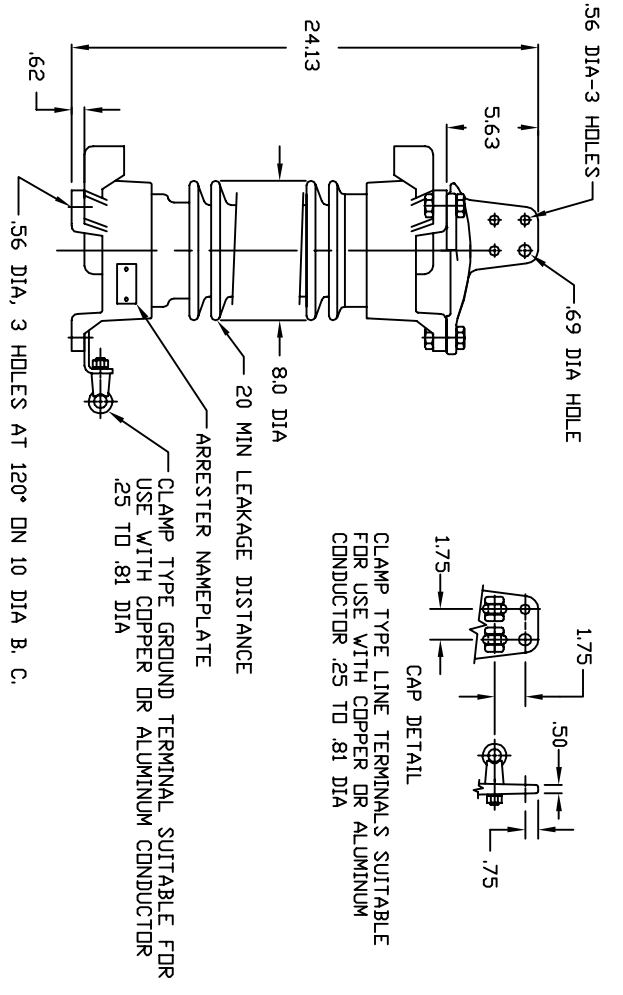 .56 DIA-3 HOLES
.69 DIA HOLE
24.13
5.63
.62
8.0 DIA
20 MIN LEAKAGE DISTANCE
ARRESTER NAMEPLATE
CLAMP TYPE GROUND TERMINAL SUITABLE FOR
USE WITH COPPER OR ALUMINUM CONDUCTOR
.25 TO .81 DIA
.56 DIA, 3 HOLES AT 120° ON 10 DIA B. C.
1.75
1.75
.50
.75
CAP DETAIL
CLAMP TYPE LINE TERMINALS SUITABLE
FOR USE WITH COPPER OR ALUMINUM
CONDUCTOR .25 TO .81 DIA